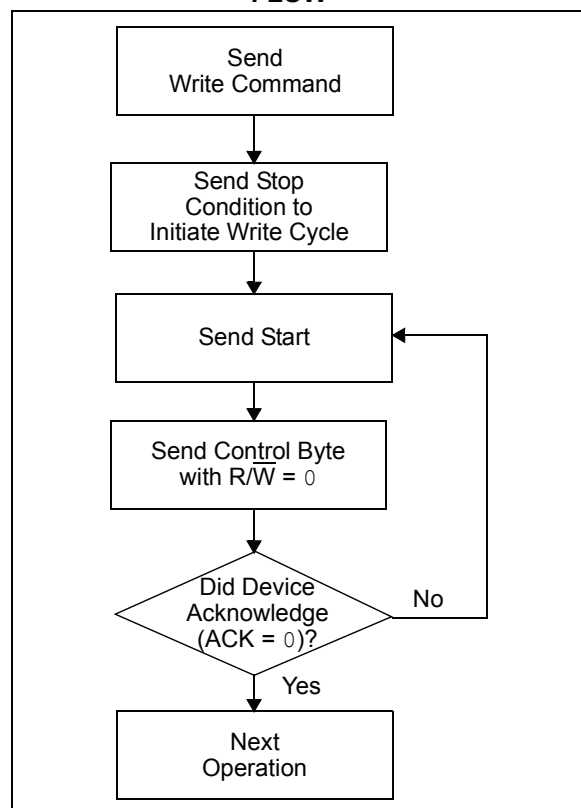 Send
Write Command
Send Stop
Condition to
Initiate Write Cycle
Send Start
Send Control Byte
with R/W̅ = 0
Did Device
Acknowledge
(ACK = 0)?
No
Yes
Next
Operation